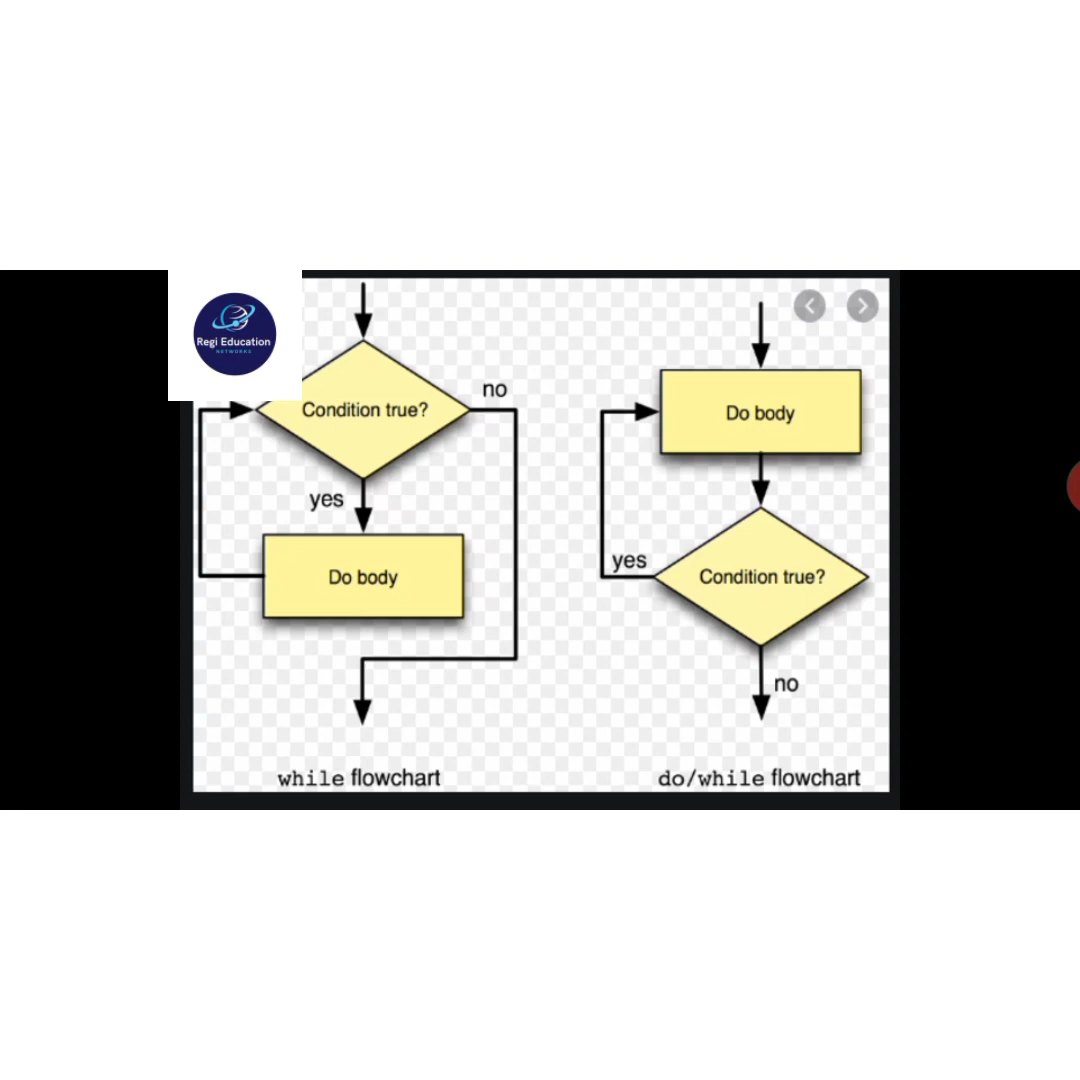 Regi Education
NETWORKS
Condition true?
no
yes
Do body
while flowchart
Do body
yes
Condition true?
no
do/while flowchart